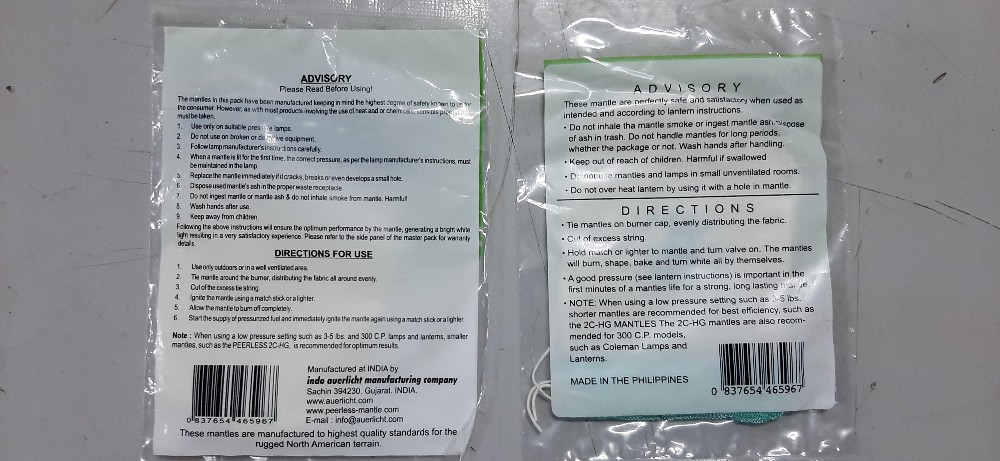 ADVISORY
Please Read Before Using!
The mantles in this pack have been manufactured keeping in mind the highest degree of safety known to us for
the consumer. However, as with most products involving the use of heat and or chemicals,
must be taken.
1. Use only on suitable lamps.
2. Do not use on broken or equipment.
3. Follow lamp manufacturer's instructions carefully.
4. When a mantle is lit for the first time, the correct pressure, as per the lamp manufacturer's instructions, must
be maintained in the lamp.
5. Replace the mantle immediately if it cracks, breaks or even develops a small hole.
6. Dispose used mantle's ash in the proper waste receptacle.
7. Do not ingest mantle or mantle ash & do not inhale smoke from mantle. Harmful!
8. Wash hands after use.
9. Keep away from children.
Following the above instructions will ensure the optimum performance by the mantle, generating a bright white
light resulting in a very satisfactory experience. Please refer to the side panel of the master pack for warranty
details.
DIRECTIONS FOR USE
1. Use only outdoors or in a well ventilated area.
2. Tie mantle around the burner, distributing the fabric all around evenly.
3. Cut of the excess tie string.
4. Ignite the mantle using a match stick or a lighter.
5. Allow the mantle to burn off completely.
6. Start the supply of pressurized fuel and immediately ignite the mantle again using a match stick or a lighter.
Note : When using a low pressure setting such as 3-5 lbs. and 300 C.P. lamps and lanterns, smaller
mantles, such as the PEERLESS 2C-HG, is recommended for optimum results.
Manufactured at INDIA by
indo auerlicht manufacturing company
Sachin 394230. Gujarat. INDIA.
www.auerlicht.com
www.peerless-mantle.com
E-mail : info@auerlicht.com
0 837654 465967
These mantles are manufactured to highest quality standards for the
rugged North American terrain.
ADVISORY
These mantle are perfectly safe and satisfactory when used as
intended and according to lantern instructions
• Do not inhale the mantle smoke or ingest mantle ash. Dispose
of ash in trash. Do not handle mantles for long periods,
whether the package or not. Wash hands after handling.
• Keep out of reach of children. Harmful if swallowed
• Do not use mantles and lamps in small unventilated rooms.
• Do not over heat lantern by using it with a hole in mantle.
DIRECTIONS
• Tie mantles on burner cap, evenly distributing the fabric.
• Cut of excess string.
• Hold match or lighter to mantle and turn valve on. The mantles
will burn, shape, bake and turn white all by themselves.
• A good pressure (see lantern instructions) is important in the
first minutes of a mantles life for a strong, long lasting mantle.
• NOTE: When using a low pressure setting such as 3-5 lbs.
shorter mantles are recommended for best efficiency, such as
the 2C-HG MANTLES The 2C-HG mantles are also recom-
mended for 300 C.P. models,
such as Coleman Lamps and
Lanterns.
MADE IN THE PHILIPPINES
0 837654 465967